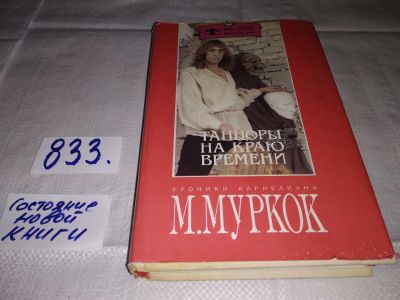 833.
Состояние
новой
книги
ТАНЦОРЫ
НА КРАЮ
ВРЕМЕНИ
ХРОНИКИ КАРНЕЛИАНА
М.МУРКОК